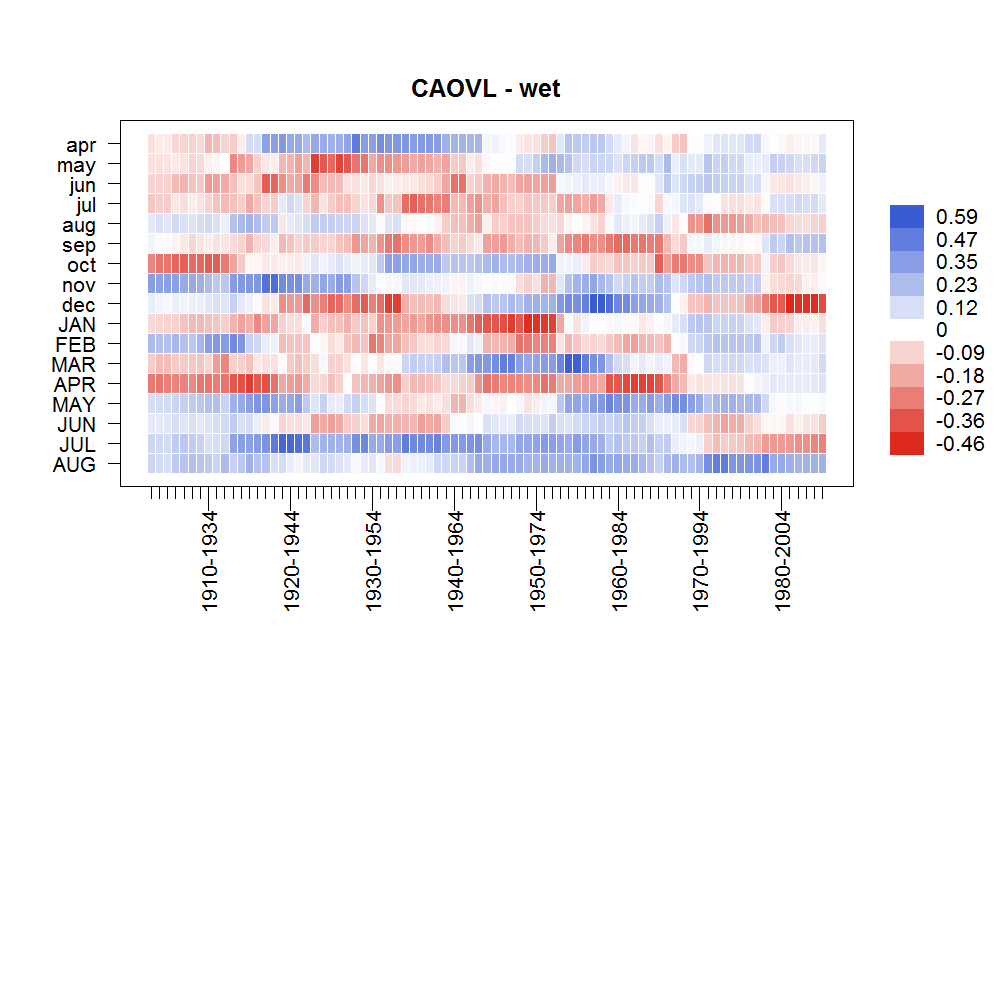 CAOVL - wet
apr
may
jun
jul
aug
sep
oct
nov
dec
JAN
FEB
MAR
APR
MAY
JUN
JUL
AUG
0.59
0.47
0.35
0.23
0.12
0
-0.09
-0.18
-0.27
-0.36
-0.46
1910-1934
1920-1944
1930-1954
1940-1964
1950-1974
1960-1984
1970-1994
1980-2004